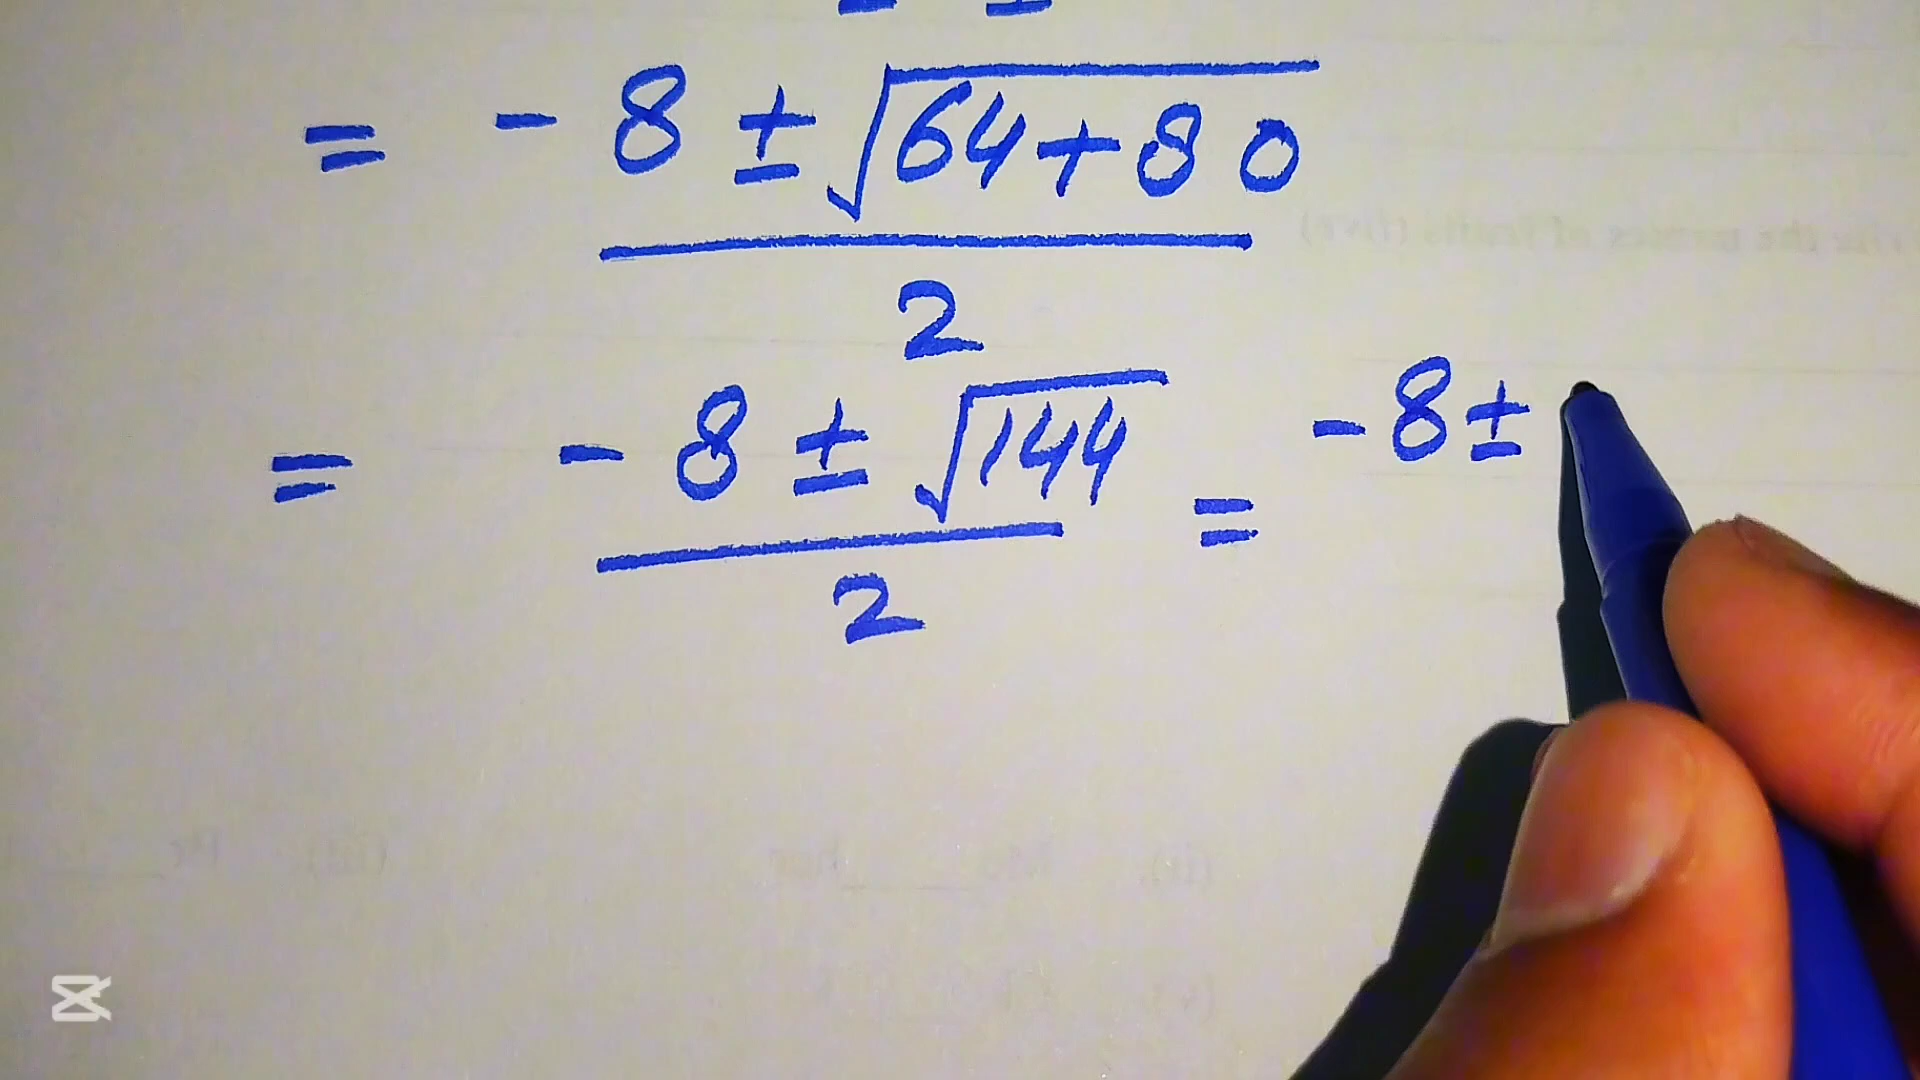 = - 8 ± √64+80
2
= - 8 ± √144 = - 8 ±
2